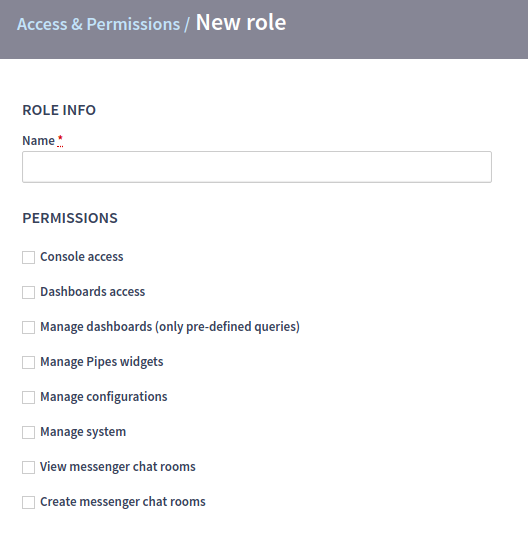 Access & Permissions / New role
ROLE INFO
Name *
PERMISSIONS
Console access
Dashboards access
Manage dashboards (only pre-defined queries)
Manage Pipes widgets
Manage configurations
Manage system
View messenger chat rooms
Create messenger chat rooms